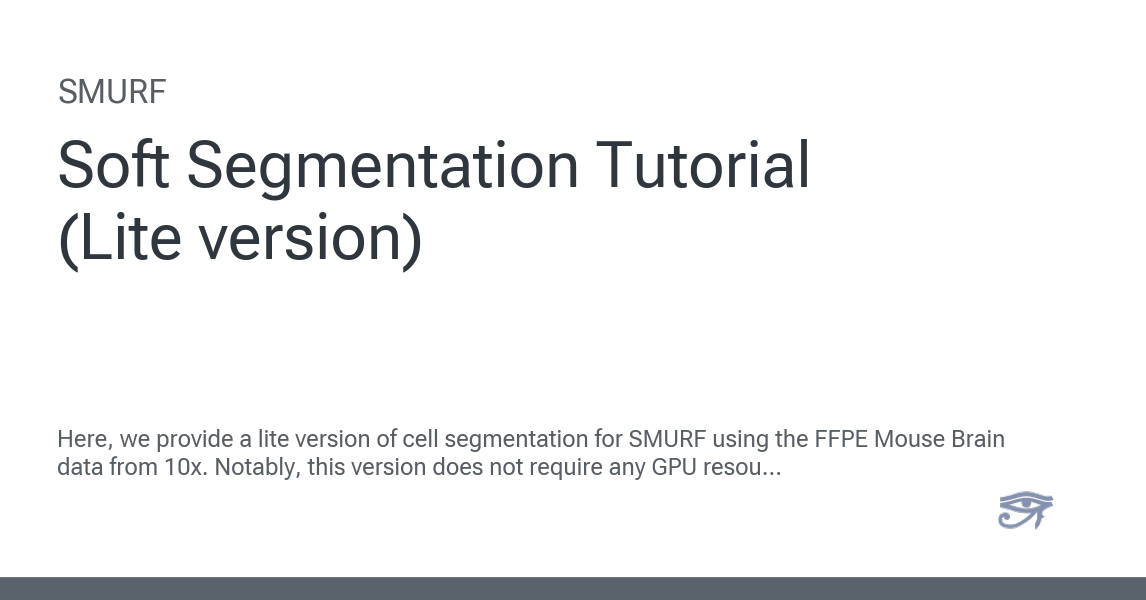 SMURF
Soft Segmentation Tutorial
(Lite version)
Here, we provide a lite version of cell segmentation for SMURF using the FFPE Mouse Brain
data from 10x. Notably, this version does not require any GPU resou...